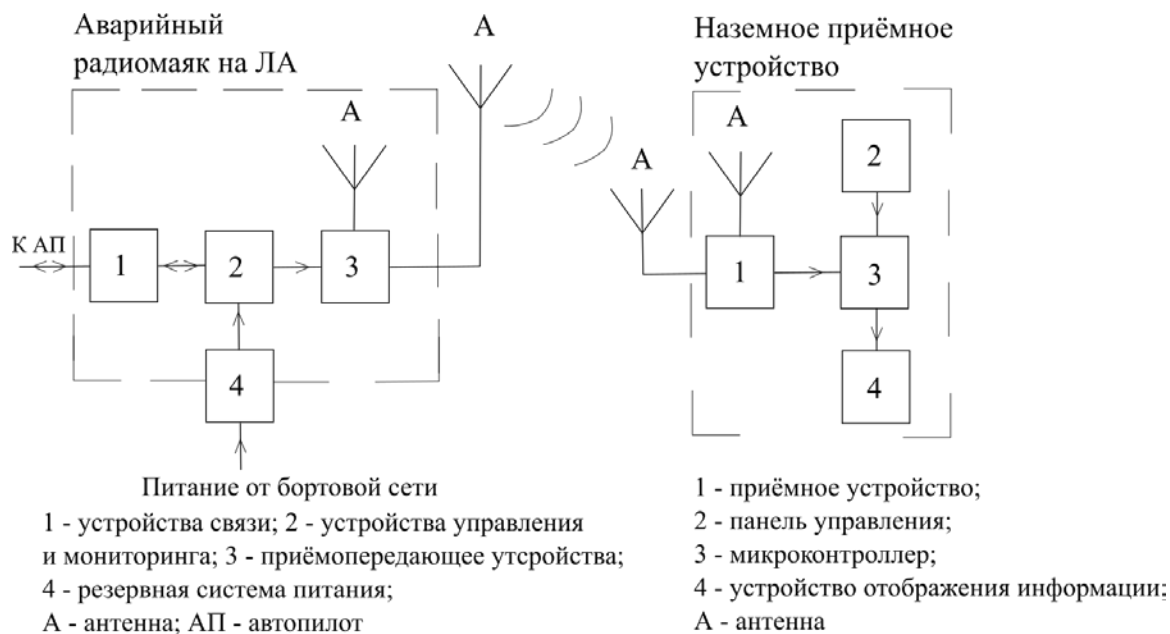 Аварийный
радиомаяк на ЛА
А
А
К АП
1
2
3
4
Питание от бортовой сети
1 - устройства связи; 2 - устройства управления
и мониторинга; 3 - приёмопередающее утсройства;
4 - резервная система питания;
А - антенна; АП - автопилот
Наземное приёмное
устройство
А
А
2
1
3
4
1 - приёмное устройство;
2 - панель управления;
3 - микроконтроллер;
4 - устройство отображения информации;
А - антенна